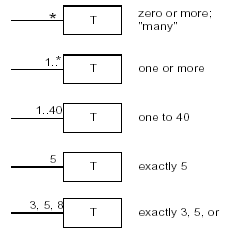 * T zero or more;
"many"
1..* T one or more
1..40 T one to 40
5 T exactly 5
3, 5, 8 T exactly 3, 5, or